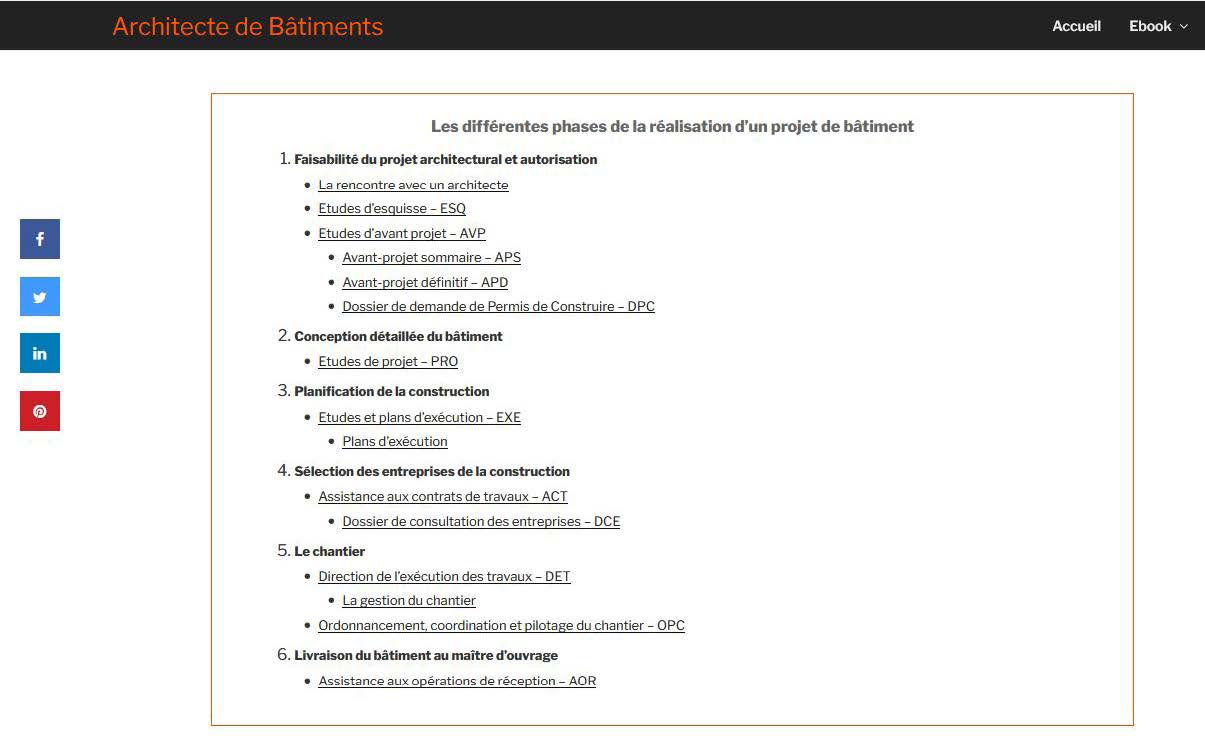 Architecte de Bâtiments
Accueil
Ebook
Les différentes phases de la réalisation d'un projet de bâtiment
1. Faisabilité du projet architectural et autorisation
• La rencontre avec un architecte
• Etudes d'esquisse – ESQ
• Etudes d'avant projet – AVP
• Avant-projet sommaire – APS
• Avant-projet définitif – APD
• Dossier de demande de Permis de Construire – DPC
2. Conception détaillée du bâtiment
• Etudes de projet – PRO
3. Planification de la construction
• Etudes et plans d'exécution – EXE
• Plans d'exécution
4. Sélection des entreprises de la construction
• Assistance aux contrats de travaux – ACT
• Dossier de consultation des entreprises – DCE
5. Le chantier
• Direction de l'exécution des travaux – DET
• La gestion du chantier
• Ordonnancement, coordination et pilotage du chantier – OPC
6. Livraison du bâtiment au maître d'ouvrage
• Assistance aux opérations de réception – AOR